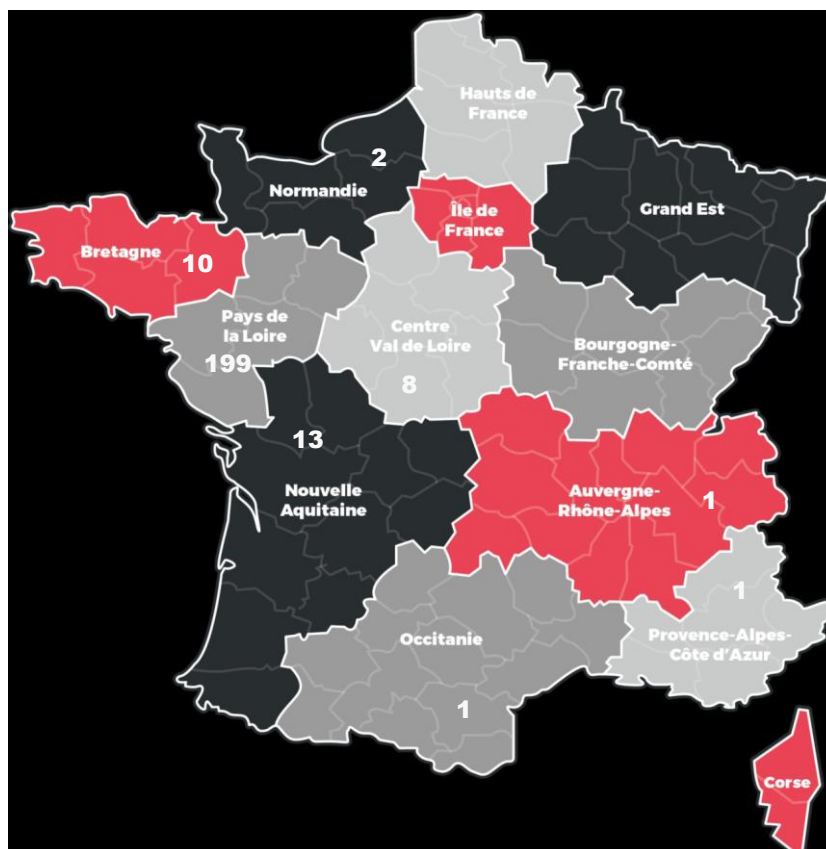 Hauts de
France
2
Normandie
Île de
France
Grand Est
Bretagne
10
Pays de
la Loire
199
Centre
Val de Loire
8
Bourgogne-
Franche-Comté
13
Nouvelle
Aquitaine
Auvergne-
Rhône-Alpes
1
1
Provence-Alpes-
Côte d'Azur
Occitanie
1
Corse